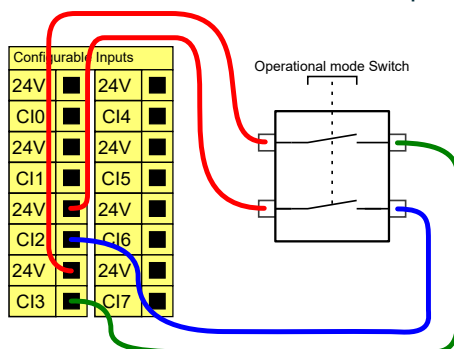 Configurable Inputs
Operational mode Switch
24V 24V
CI0 CI4
24V 24V
CI1 CI5
24V 24V
CI2 CI6
24V 24V
CI3 CI7